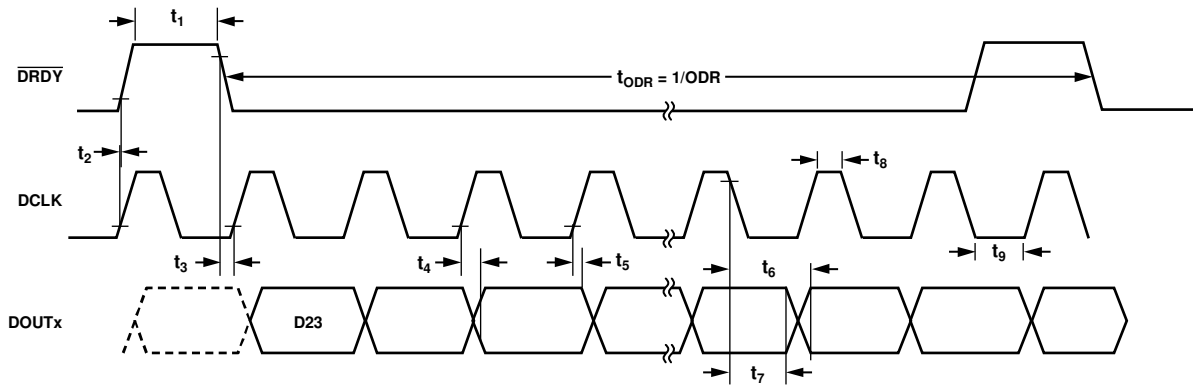 t1
DRDY
tODR = 1/ODR
t2
t8
DCLK
t3
t4
t5
t6
t9
DOUTx
D23
t7